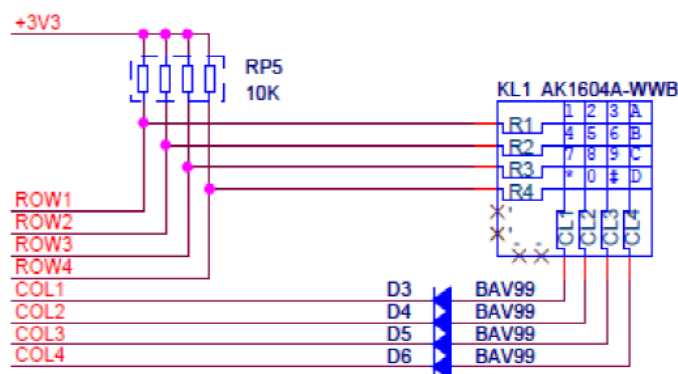 +3V3
RP5
10K
KL1 AK1604A-WWB
1 2 3 A
R1
4 5 6 B
R2
7 8 9 C
R3
* 0 # D
R4
CL1 CL2 CL3 CL4
ROW1
ROW2
ROW3
ROW4
COL1 D3 BAV99
COL2 D4 BAV99
COL3 D5 BAV99
COL4 D6 BAV99